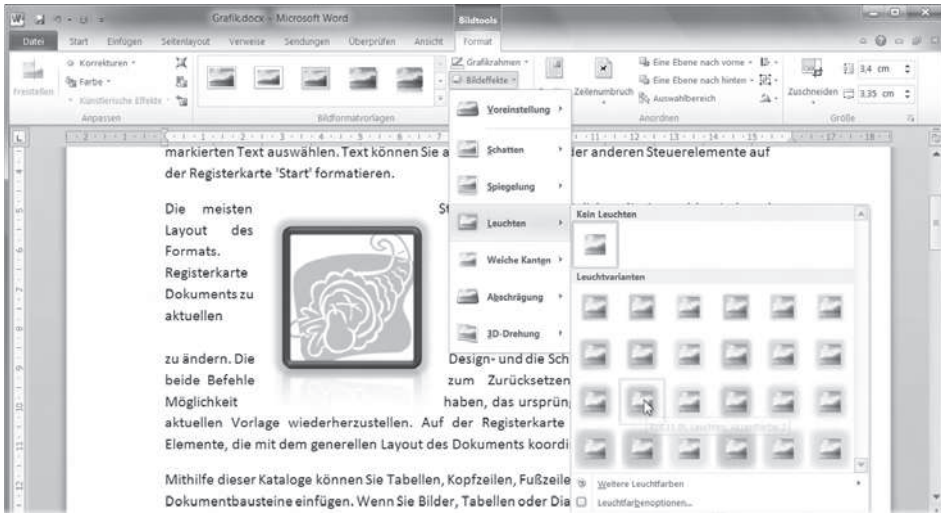 Grafik.docx - Microsoft Word
Bildtools
Datei Start Einfügen Seitenlayout Verweise Sendungen Überprüfen Ansicht Format
Freistellen
Korrekturen
Farbe
Künstlerische Effekte
Anpassen
Bildformatvorlagen
Grafikrahmen
Bildeffekte
Zeilenumbruch
Eine Ebene nach vorne
Eine Ebene nach hinten
Auswahlbereich
Anordnen
Zuschneiden
3,4 cm
3,35 cm
Größe
Voreinstellung
Schatten
Spiegelung
Leuchten
Weiche Kanten
Abschrägung
3D-Drehung
Kein Leuchten
Leuchtvarianten
Weitere Leuchtfarben
Leuchtfarbenoptionen...
markierten Text auswählen. Text können Sie a der anderen Steuerelemente auf
der Registerkarte 'Start' formatieren.
Die meisten St
Layout des
Formats.
Registerkarte
Dokuments zu
aktuellen
zu ändern. Die Design- und die Sch
beide Befehle zum Zurücksetzen
Möglichkeit haben, das ursprün
aktuellen Vorlage wiederherzustellen. Auf der Registerkarte
Elemente, die mit dem generellen Layout des Dokuments koordi
Mithilfe dieser Kataloge können Sie Tabellen, Kopfzeilen, Fußzeile
Dokumentbausteine einfügen. Wenn Sie Bilder, Tabellen oder Dia